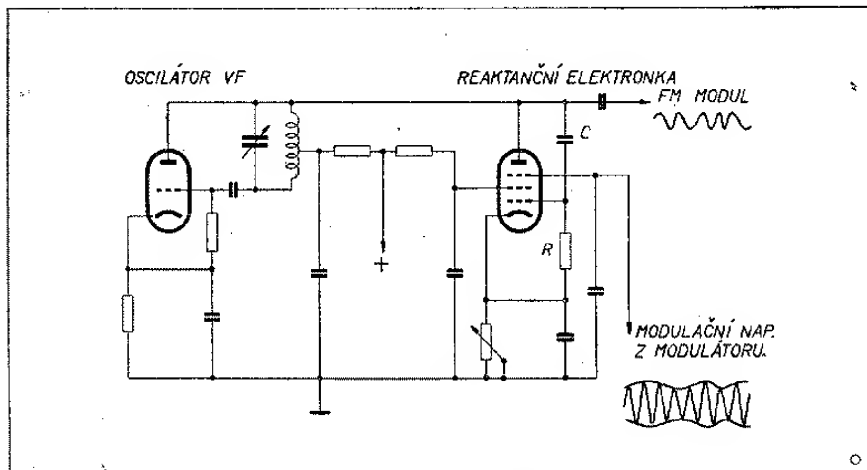 OSCILÁTOR VF
REAKTANČNÍ ELEKTRONKA
FM MODUL
C
R
+
MODULAČNÍ NAP.
Z MODULÁTORU.